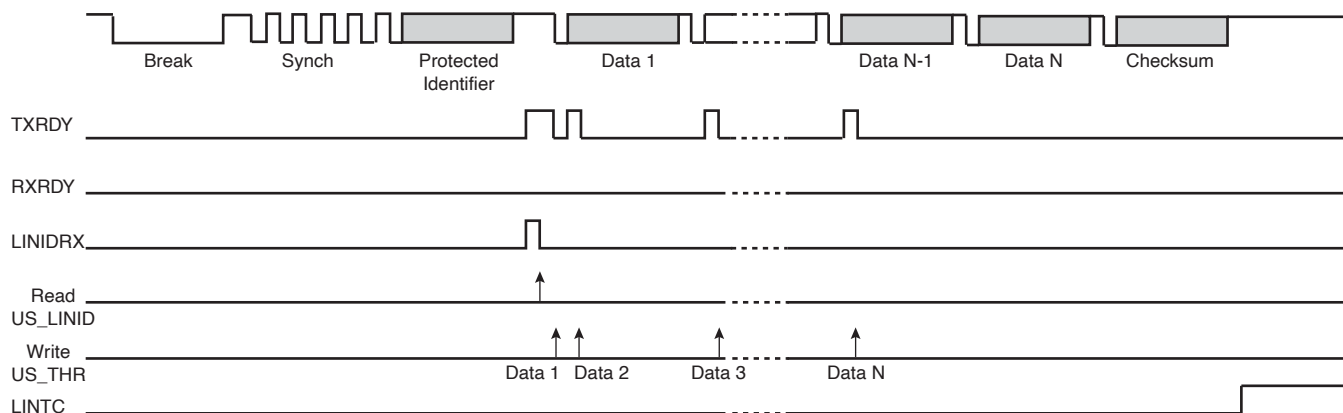 Break Synch Protected Identifier Data 1 Data N-1 Data N Checksum
TXRDY
RXRDY
LINIDRX
Read
US_LINID
Write
US_THR
Data 1 Data 2 Data 3 Data N
LINTC